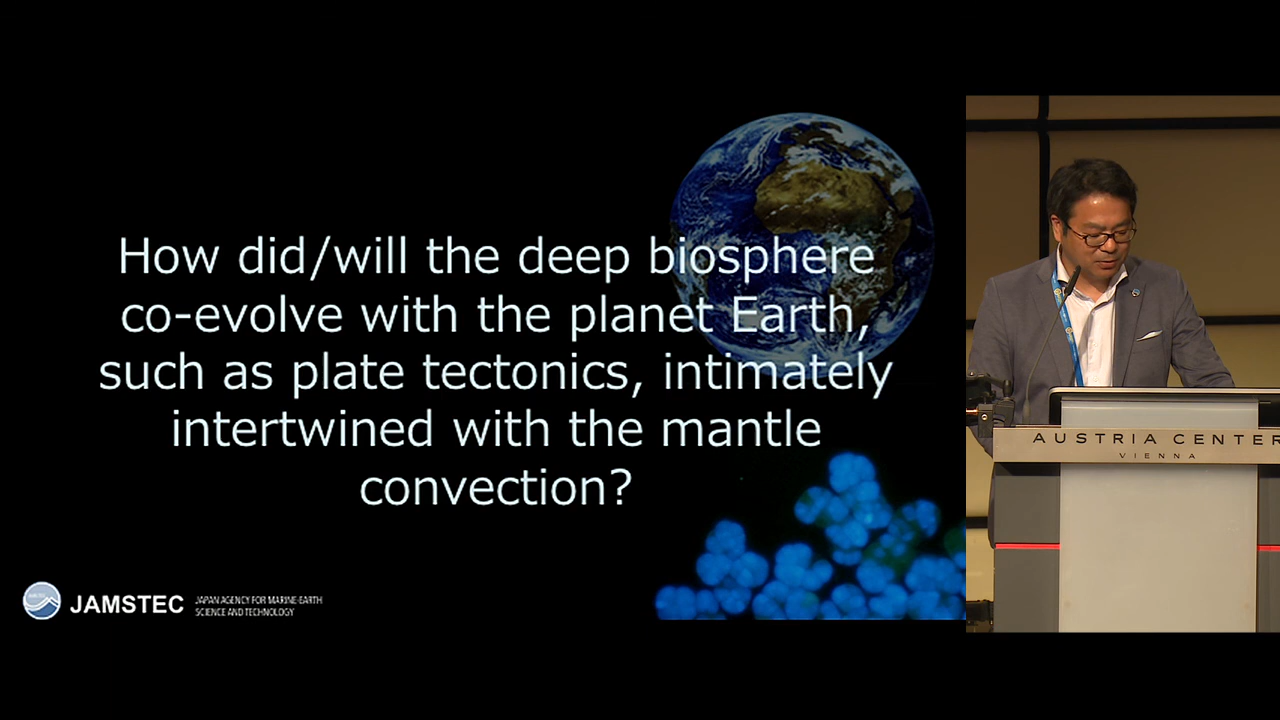 How did/will the deep biosphere
co-evolve with the planet Earth,
such as plate tectonics, intimately
intertwined with the mantle
convection?
JAMSTEC
JAPAN AGENCY FOR MARINE-EARTH
SCIENCE AND TECHNOLOGY
AUSTRIA CENTER
VIENNA